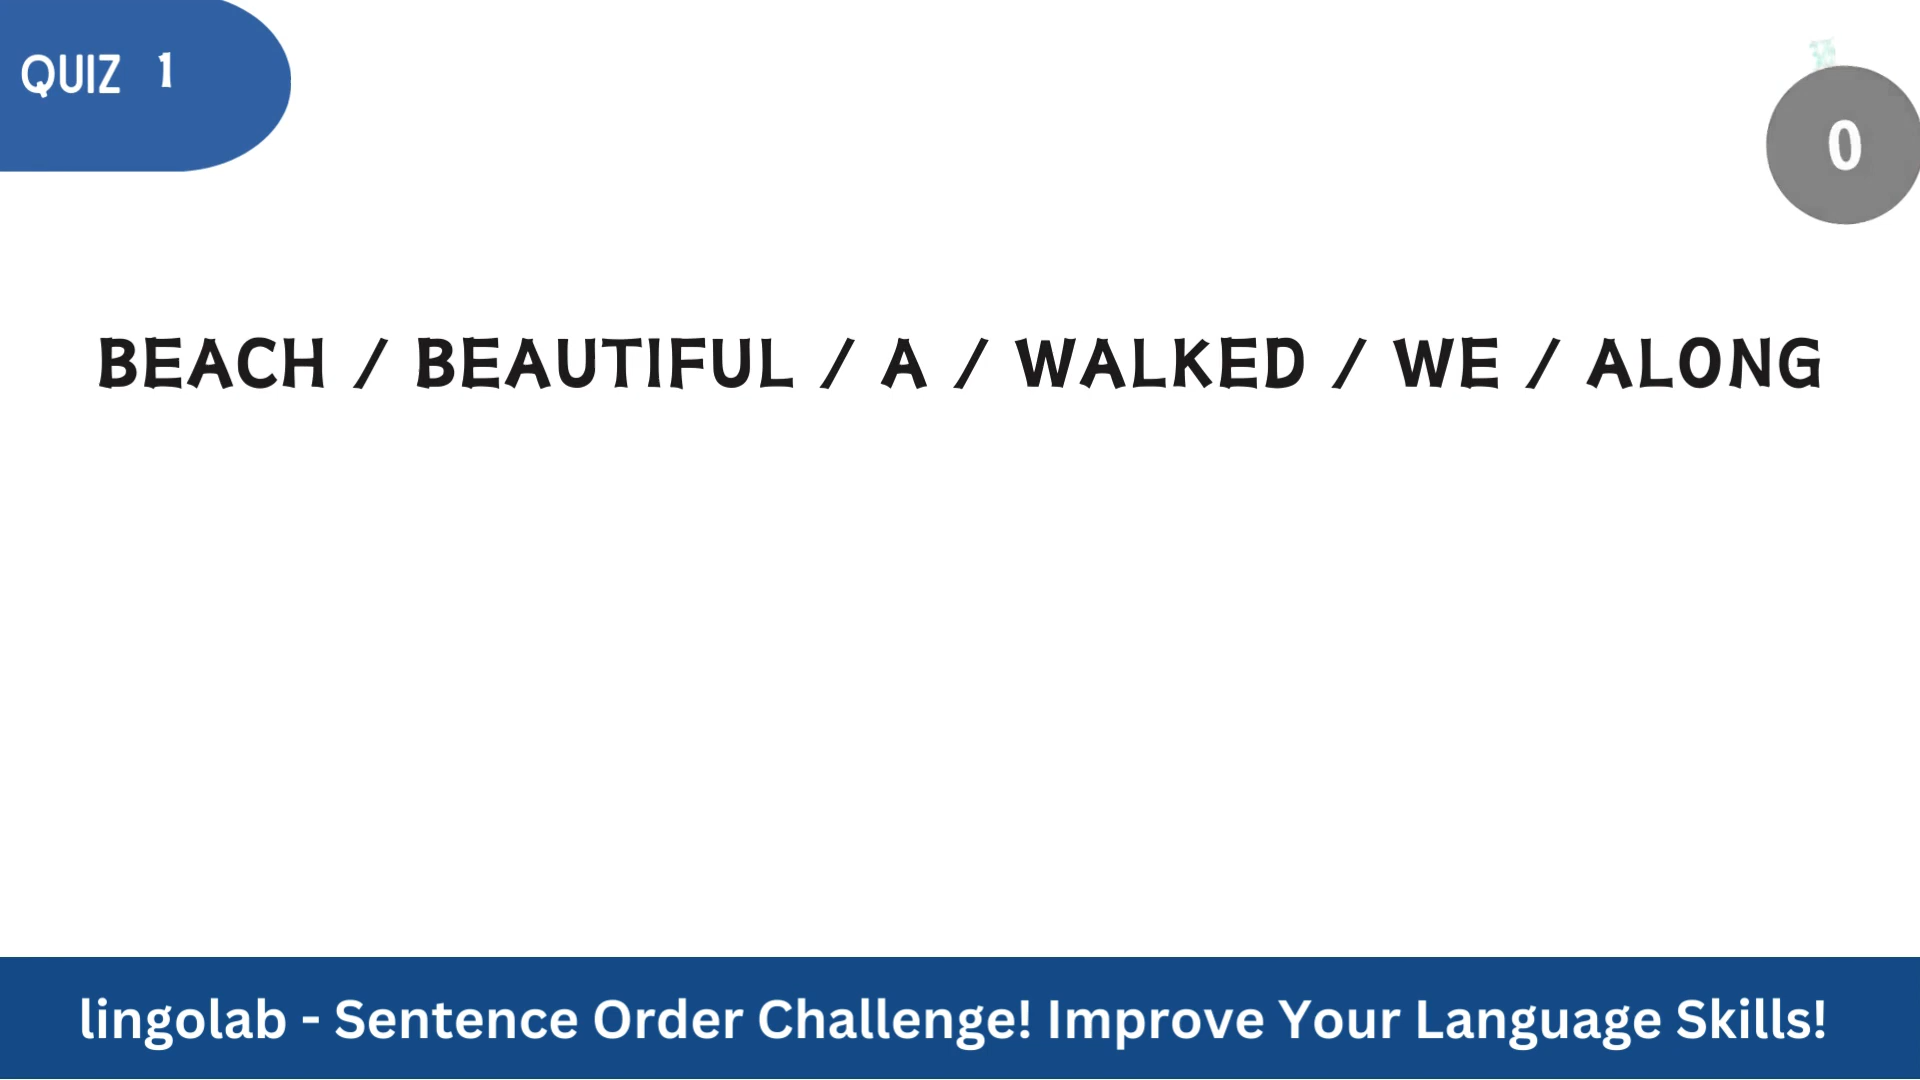 QUIZ 1
0
BEACH / BEAUTIFUL / A / WALKED / WE / ALONG
lingolab - Sentence Order Challenge! Improve Your Language Skills!